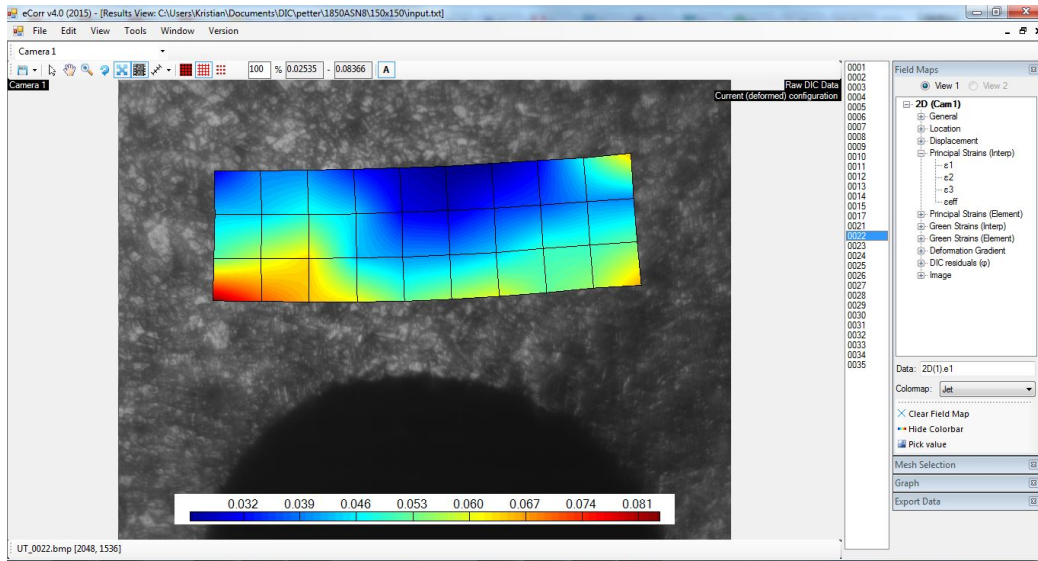 eCorr v4.0 (2015) - [Results View: C:\Users\Kristian\Documents\DIC\petter\1850ASN8\150x150\input.txt]
File Edit View Tools Window Version
Camera 1
100 % 0.02535 - 0.08366 A
Camera 1
Raw DIC Data
Current (deformed) configuration
0.032 0.039 0.046 0.053 0.060 0.067 0.074 0.081
UT_0022.bmp [2048, 1536]
0001
0002
0003
0004
0005
0006
0007
0008
0009
0010
0011
0012
0013
0014
0015
0017
0021
0022
0023
0024
0025
0026
0027
0028
0029
0030
0031
0032
0033
0034
0035
Field Maps
View 1 View 2
2D (Cam1)
General
Location
Displacement
Principal Strains (Interp)
ε1
ε2
ε3
εeff
Principal Strains (Element)
Green Strains (Interp)
Green Strains (Element)
Deformation Gradient
DIC residuals (φ)
Image
Data: 2D(1).e1
Colormap: Jet
Clear Field Map
Hide Colorbar
Pick value
Mesh Selection
Graph
Export Data